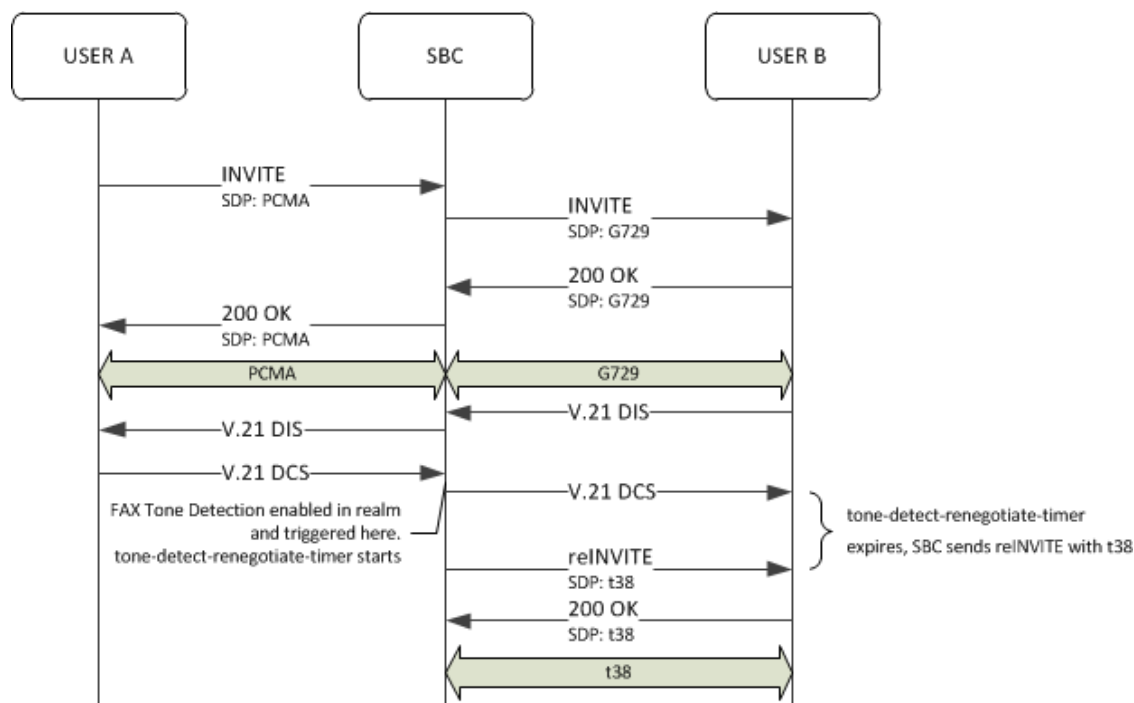 USER A
SBC
USER B
INVITE
SDP: PCMA
INVITE
SDP: G729
200 OK
SDP: G729
200 OK
SDP: PCMA
PCMA
G729
V.21 DIS
V.21 DIS
V.21 DCS
V.21 DCS
FAX Tone Detection enabled in realm
and triggered here.
tone-detect-renegotiate-timer starts
tone-detect-renegotiate-timer
expires, SBC sends reINVITE with t38
reINVITE
SDP: t38
200 OK
SDP: t38
t38